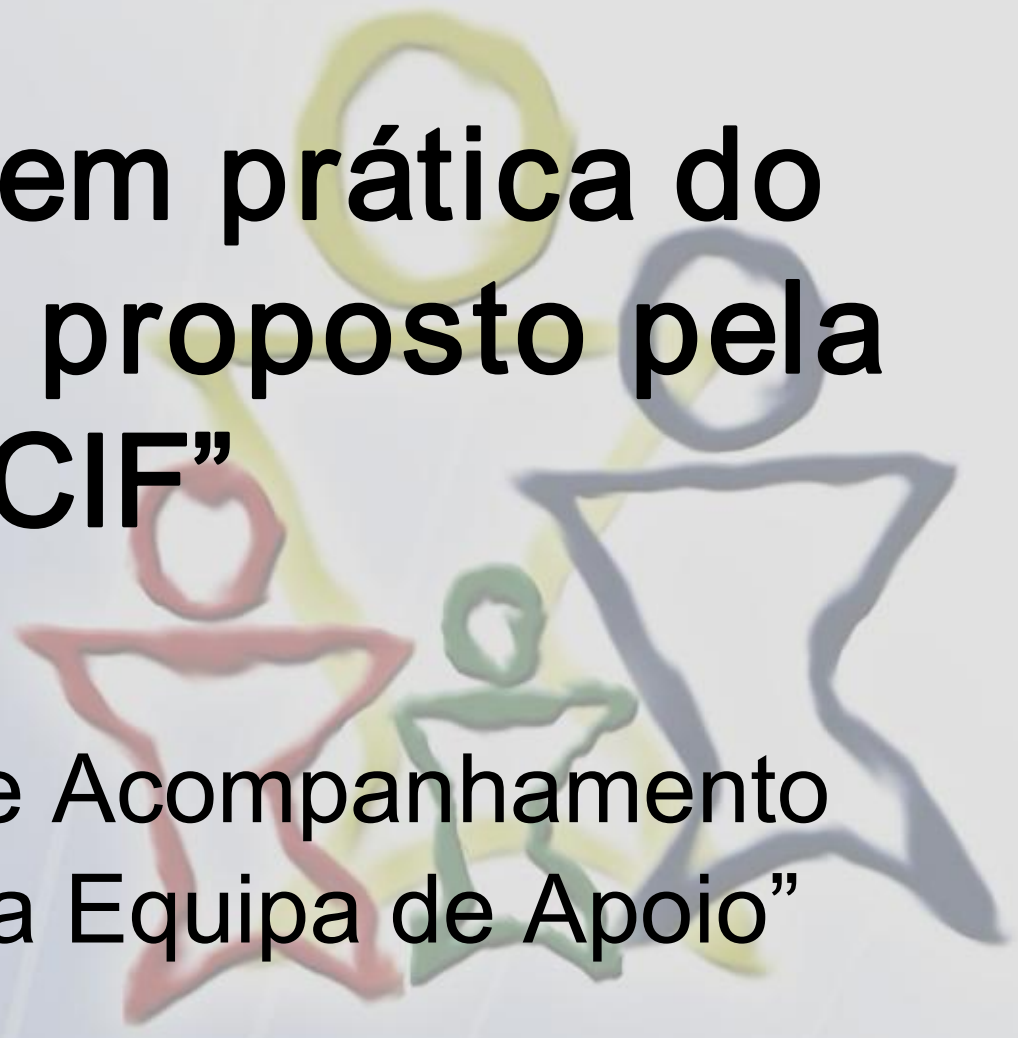 em prática do
proposto pela
CIF”
e Acompanhamento
a Equipa de Apoio”